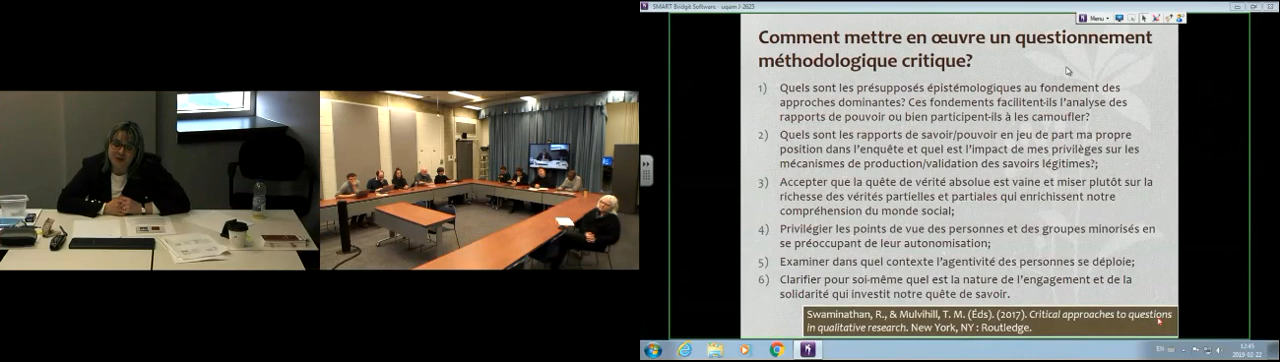 SMART Bridgit Software - uqam J-2625
Menu
Comment mettre en œuvre un questionnement
méthodologique critique?
1) Quels sont les présupposés épistémologiques au fondement des
approches dominantes? Ces fondements facilitent-ils l'analyse des
rapports de pouvoir ou bien participent-ils à les camoufler?
2) Quels sont les rapports de savoir/pouvoir en jeu de part ma propre
position dans l'enquête et quel est l'impact de mes privilèges sur les
mécanismes de production/validation des savoirs légitimes?;
3) Accepter que la quête de vérité absolue est vaine et miser plutôt sur la
richesse des vérités partielles et partiales qui enrichissent notre
compréhension du monde social;
4) Privilégier les points de vue des personnes et des groupes minorisés en
se préoccupant de leur autonomisation;
5) Examiner dans quel contexte l'agentivité des personnes se déploie;
6) Clarifier pour soi-même quel est la nature de l'engagement et de la
solidarité qui investit notre quête de savoir.
Swaminathan, R., & Mulvihill, T. M. (Éds). (2017). Critical approaches to questions
in qualitative research. New York, NY : Routledge.
EN
12:45
2019-02-22